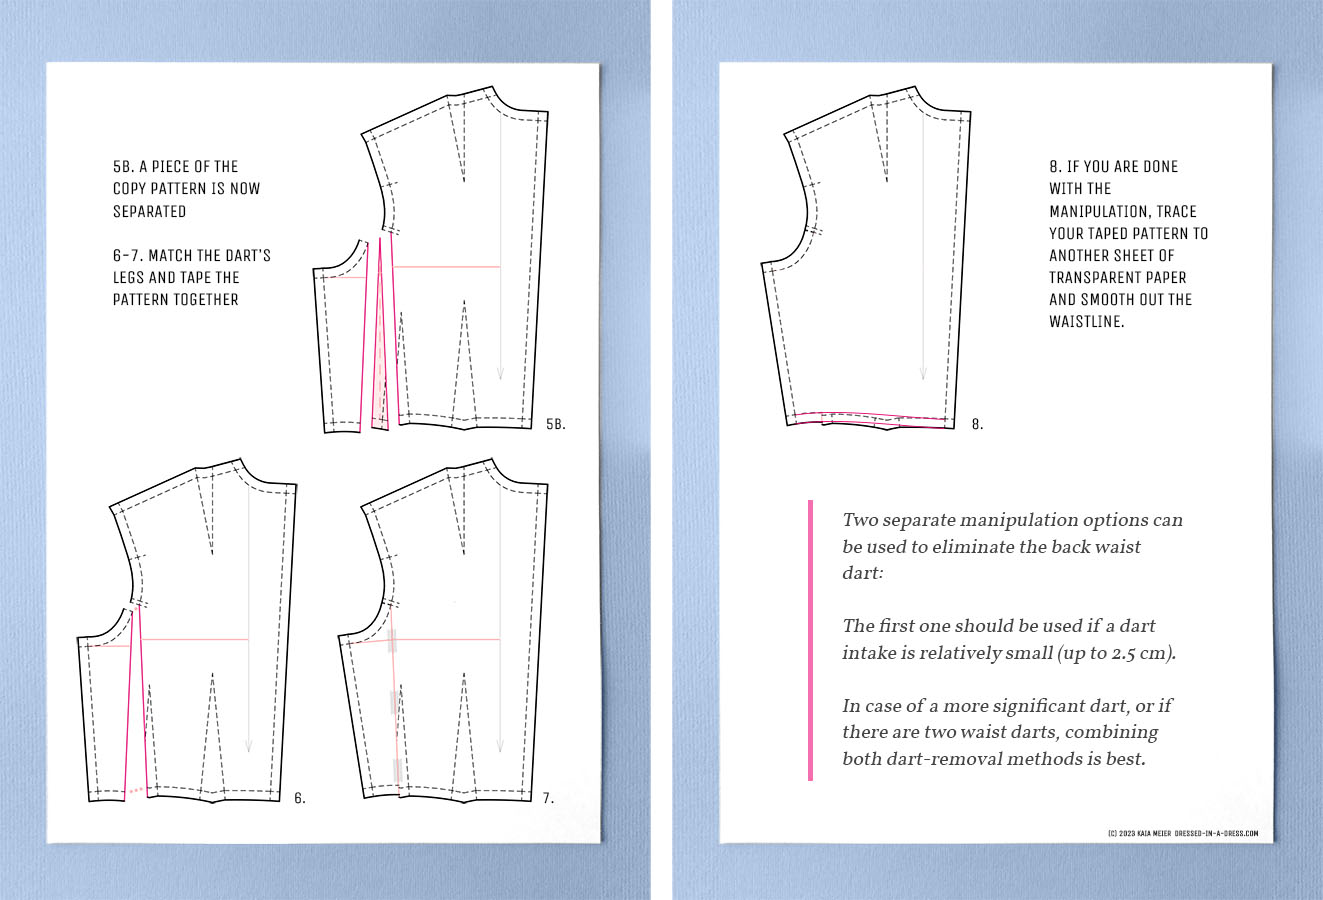 5B. A PIECE OF THE
COPY PATTERN IS NOW
SEPARATED
6-7. MATCH THE DART'S
LEGS AND TAPE THE
PATTERN TOGETHER
5B.
6.
7.
8. IF YOU ARE DONE
WITH THE
MANIPULATION, TRACE
YOUR TAPED PATTERN TO
ANOTHER SHEET OF
TRANSPARENT PAPER
AND SMOOTH OUT THE
WAISTLINE.
8.
Two separate manipulation options can
be used to eliminate the back waist
dart:
The first one should be used if a dart
intake is relatively small (up to 2.5 cm).
In case of a more significant dart, or if
there are two waist darts, combining
both dart-removal methods is best.
(C) 2023 KAIA MEIER DRESSED-IN-A-DRESS.COM